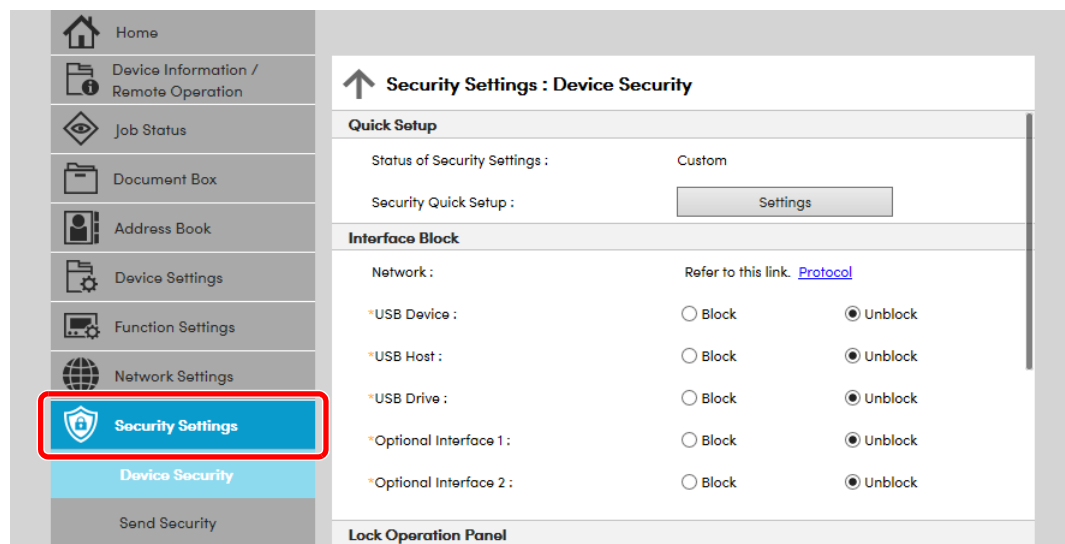 Home
Device Information /
Remote Operation
Job Status
Document Box
Address Book
Device Settings
Function Settings
Network Settings
Security Settings
Device Security
Send Security
Security Settings : Device Security
Quick Setup
Status of Security Settings : Custom
Security Quick Setup : Settings
Interface Block
Network : Refer to this link. Protocol
*USB Device : Block Unblock
*USB Host : Block Unblock
*USB Drive : Block Unblock
*Optional Interface 1 : Block Unblock
*Optional Interface 2 : Block Unblock
Lock Operation Panel